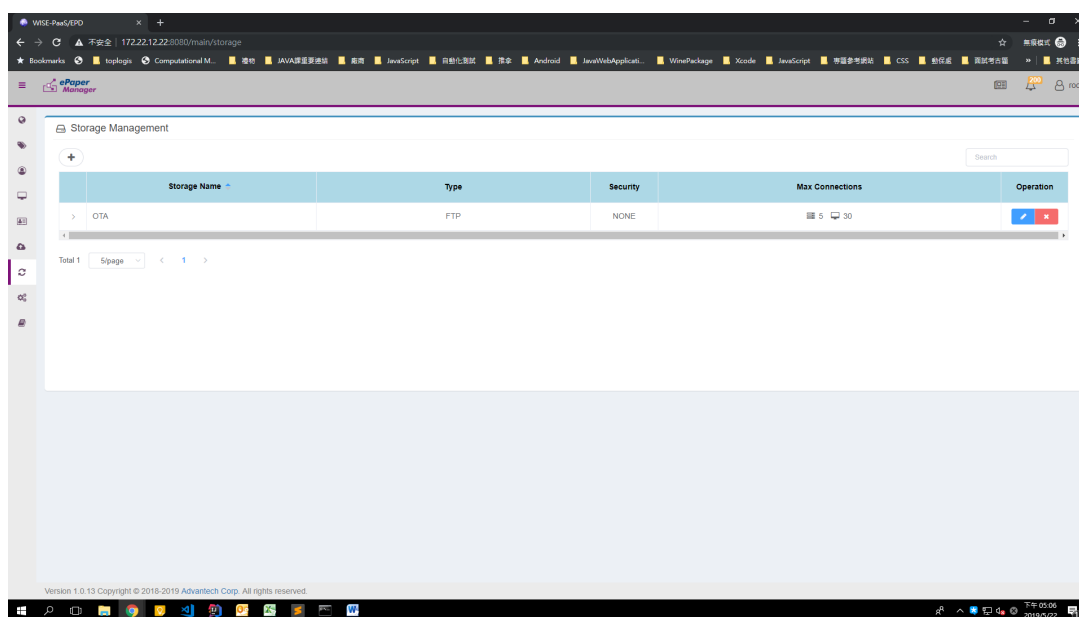 WISE-PaaS/EPD
不安全 | 172.22.12.22:8080/main/storage
無痕模式
Bookmarks toplogis Computational M... 禮物 JAVA課重要連結 廠商 JavaScript 自動化測試 推拿 Android JavaWebApplicati... WinePackage Xcode JavaScript 專題參考網站 CSS 動保處 面試考古題 » 其他書
ePaper Manager
200
roo
Storage Management
+
Search
Storage Name Type Security Max Connections Operation
OTA FTP NONE 5 30
Total 1 5/page 1
Version 1.0.13 Copyright © 2018-2019 Advantech Corp. All rights reserved.
下午 05:06
2019/5/22